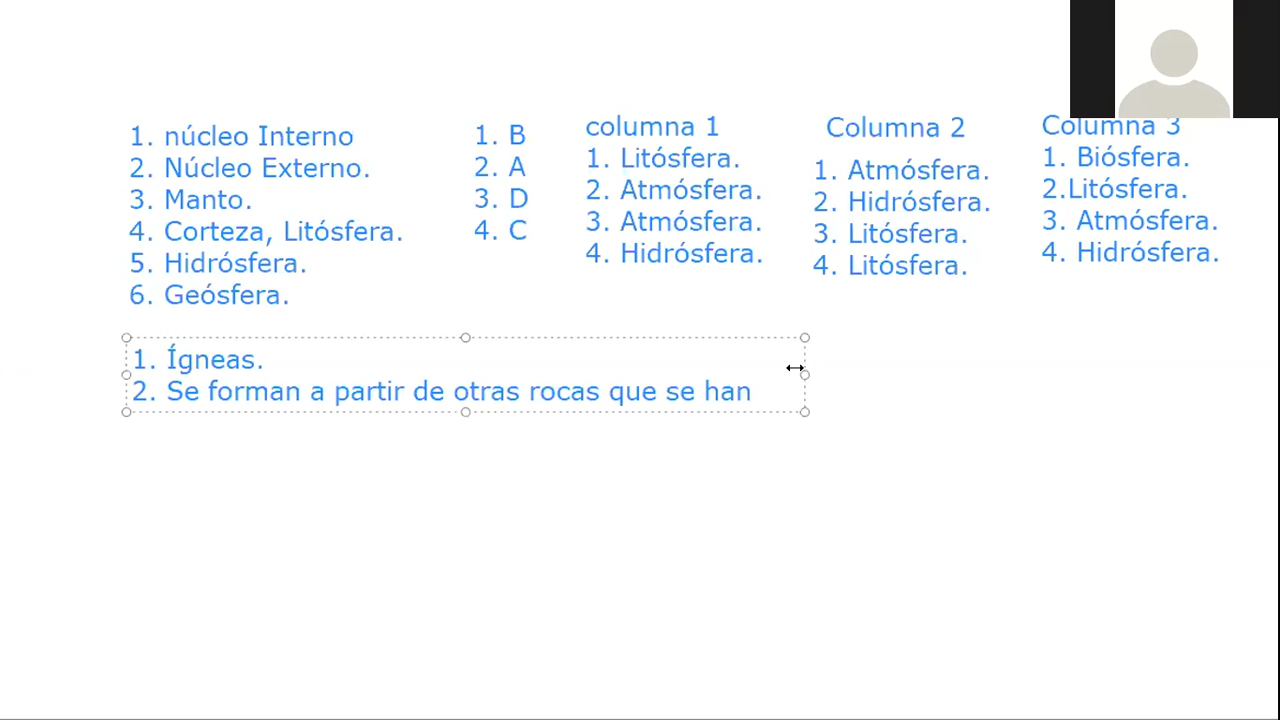 1. núcleo Interno
2. Núcleo Externo.
3. Manto.
4. Corteza, Litósfera.
5. Hidrósfera.
6. Geósfera.
1. B
2. A
3. D
4. C
columna 1
1. Litósfera.
2. Atmósfera.
3. Atmósfera.
4. Hidrósfera.
Columna 2
1. Atmósfera.
2. Hidrósfera.
3. Litósfera.
4. Litósfera.
Columna 3
1. Biósfera.
2.Litósfera.
3. Atmósfera.
4. Hidrósfera.
1. Ígneas.
2. Se forman a partir de otras rocas que se han